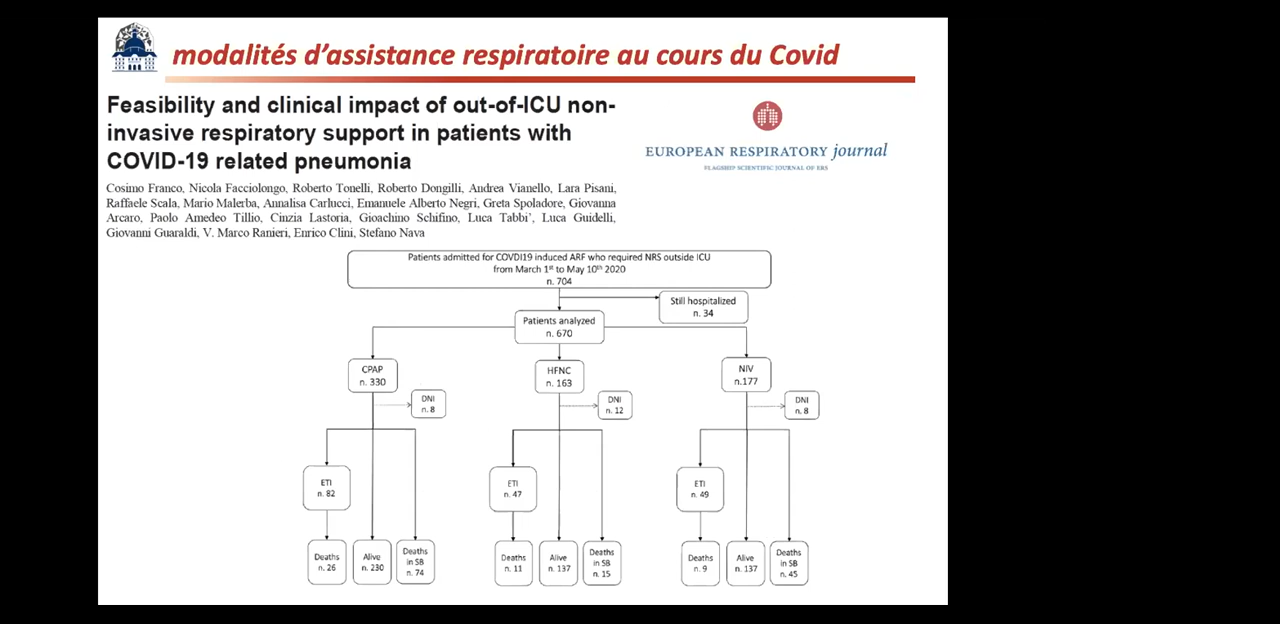 modalités d’assistance respiratoire au cours du Covid
Feasibility and clinical impact of out-of-ICU non-
invasive respiratory support in patients with
COVID-19 related pneumonia
EUROPEAN RESPIRATORY journal
FLAGSHIP SCIENTIFIC JOURNAL OF ERS
Cosimo Franco, Nicola Facciolongo, Roberto Tonelli, Roberto Dongilli, Andrea Vianello, Lara Pisani,
Raffaele Scala, Mario Malerba, Annalisa Carlucci, Emanuele Alberto Negri, Greta Spoladore, Giovanna
Arcaro, Paolo Amedeo Tillio, Cinzia Lastoria, Gioachino Schifino, Luca Tabbi’, Luca Guidelli,
Giovanni Guaraldi, V. Marco Ranieri, Enrico Clini, Stefano Nava
Patients admitted for COVDI19 induced ARF who required NRS outside ICU
from March 1st to May 10th 2020
n. 704
Still hospitalized
n. 34
Patients analyzed
n. 670
CPAP
n. 330
HFNC
n. 163
NIV
n.177
DNI
n. 8
DNI
n. 12
DNI
n. 8
ETI
n. 82
ETI
n. 47
ETI
n. 49
Deaths
n. 26
Alive
n. 230
Deaths
in SB
n. 74
Deaths
n. 11
Alive
n. 137
Deaths
in SB
n. 15
Deaths
n. 9
Alive
n. 137
Deaths
in SB
n. 45